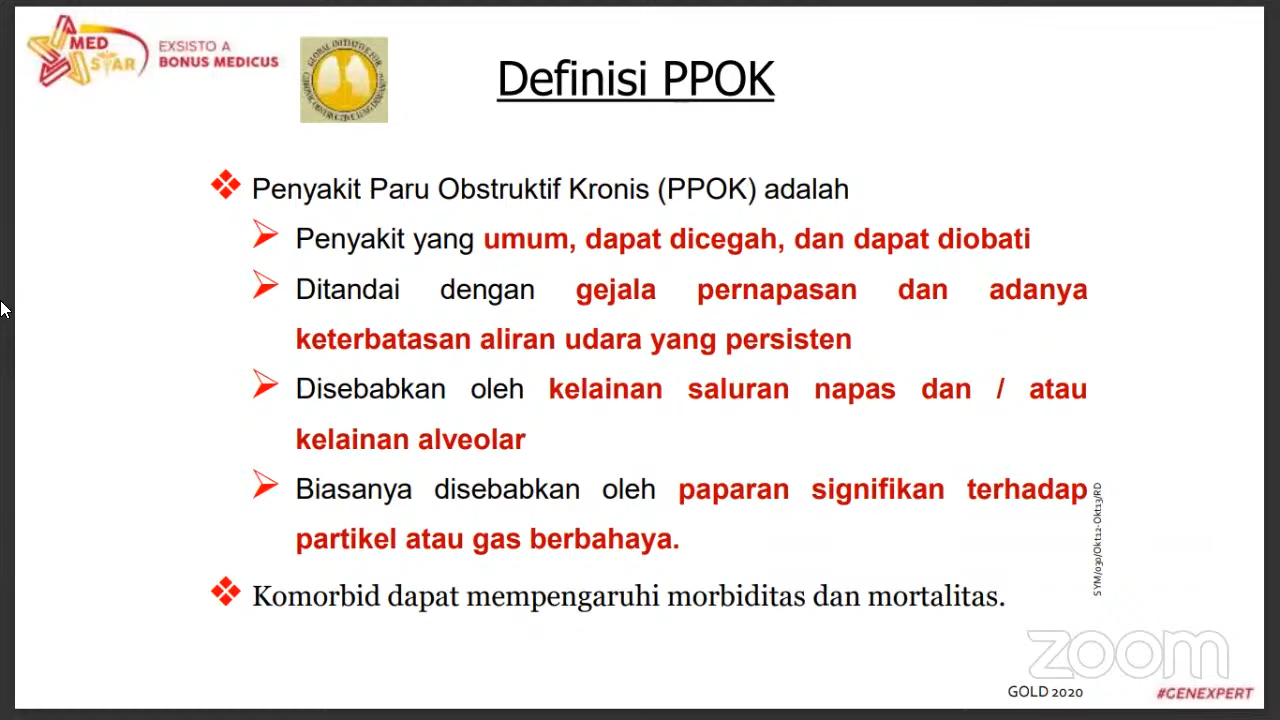 MED
STAR
EXSISTO A
BONUS MEDICUS
Definisi PPOK
Penyakit Paru Obstruktif Kronis (PPOK) adalah
Penyakit yang umum, dapat dicegah, dan dapat diobati
Ditandai dengan gejala pernapasan dan adanya
keterbatasan aliran udara yang persisten
Disebabkan oleh kelainan saluran napas dan / atau
kelainan alveolar
Biasanya disebabkan oleh paparan signifikan terhadap
partikel atau gas berbahaya.
Komorbid dapat mempengaruhi morbiditas dan mortalitas.
SYM/030/Okt12-Okt13/RD
zoom
GOLD 2020
#GENEXPERT